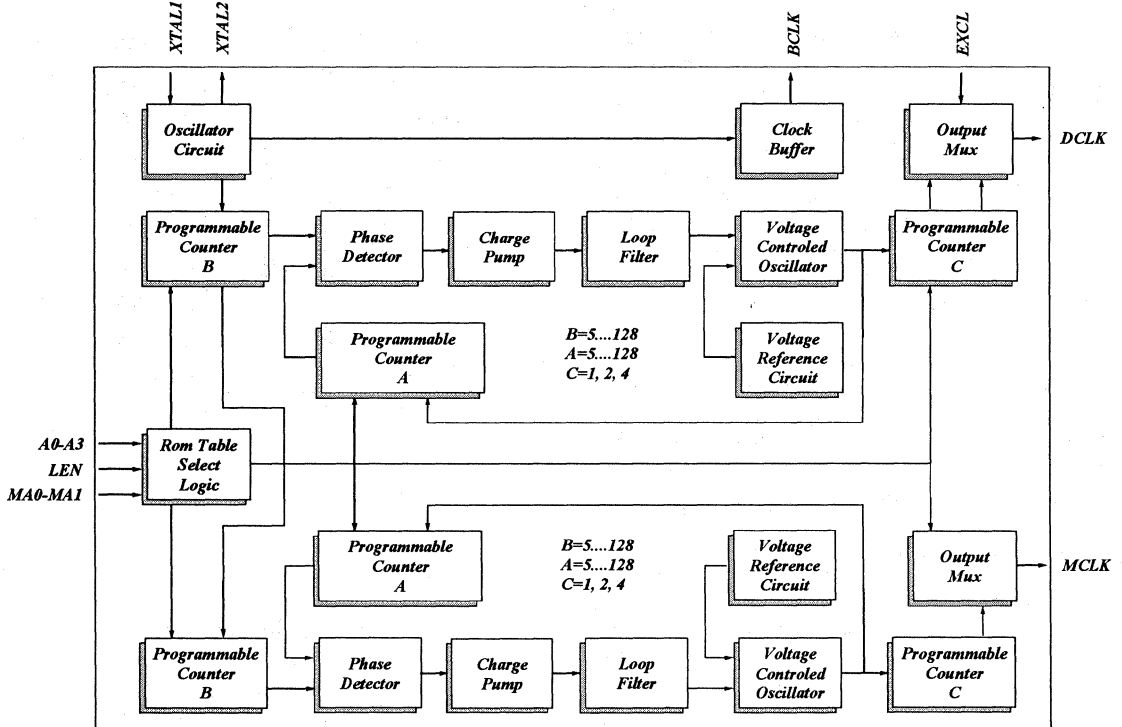 XTAL1
XTAL2
BCLK
EXCL
Oscillator
Circuit
Clock
Buffer
Output
Mux
DCLK
Programmable
Counter
B
Phase
Detector
Charge
Pump
Loop
Filter
Voltage
Controled
Oscillator
Programmable
Counter
C
Programmable
Counter
A
B=5....128
A=5....128
C=1, 2, 4
Voltage
Reference
Circuit
A0-A3
LEN
MA0-MA1
Rom Table
Select
Logic
Programmable
Counter
A
B=5....128
A=5....128
C=1, 2, 4
Voltage
Reference
Circuit
Output
Mux
MCLK
Programmable
Counter
B
Phase
Detector
Charge
Pump
Loop
Filter
Voltage
Controled
Oscillator
Programmable
Counter
C